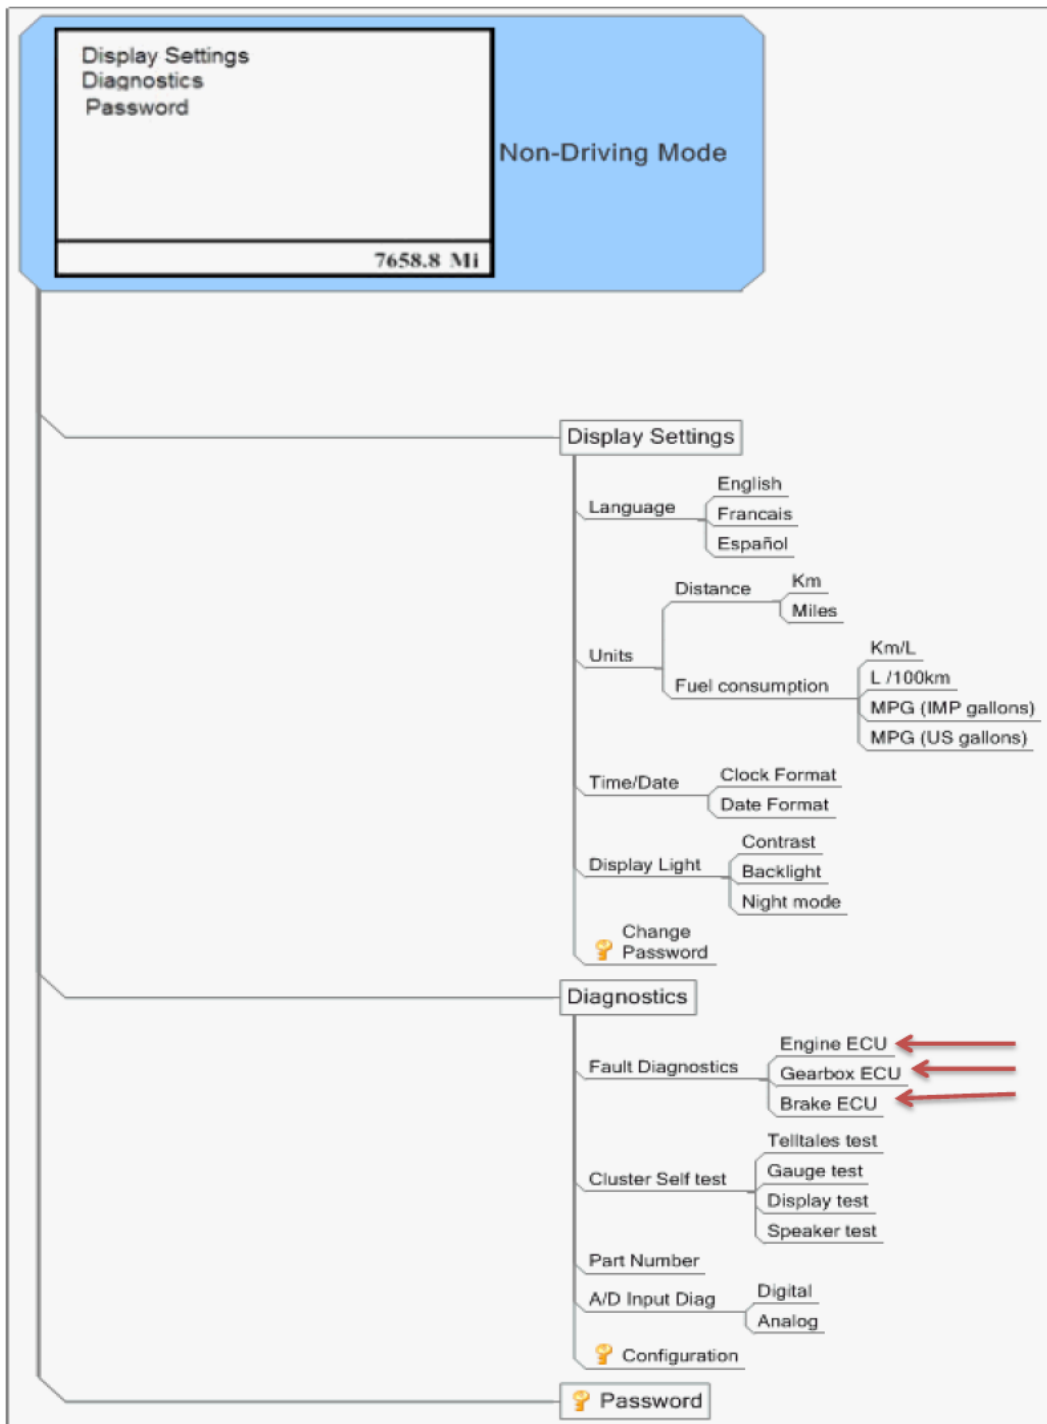 Display Settings
Diagnostics
Password
Non-Driving Mode
7658.8 Mi
Display Settings
Language
English
Francais
Español
Units
Distance
Km
Miles
Fuel consumption
Km/L
L /100km
MPG (IMP gallons)
MPG (US gallons)
Time/Date
Clock Format
Date Format
Display Light
Contrast
Backlight
Night mode
Change
Password
Diagnostics
Fault Diagnostics
Engine ECU
Gearbox ECU
Brake ECU
Cluster Self test
Telltales test
Gauge test
Display test
Speaker test
Part Number
A/D Input Diag
Digital
Analog
Configuration
Password